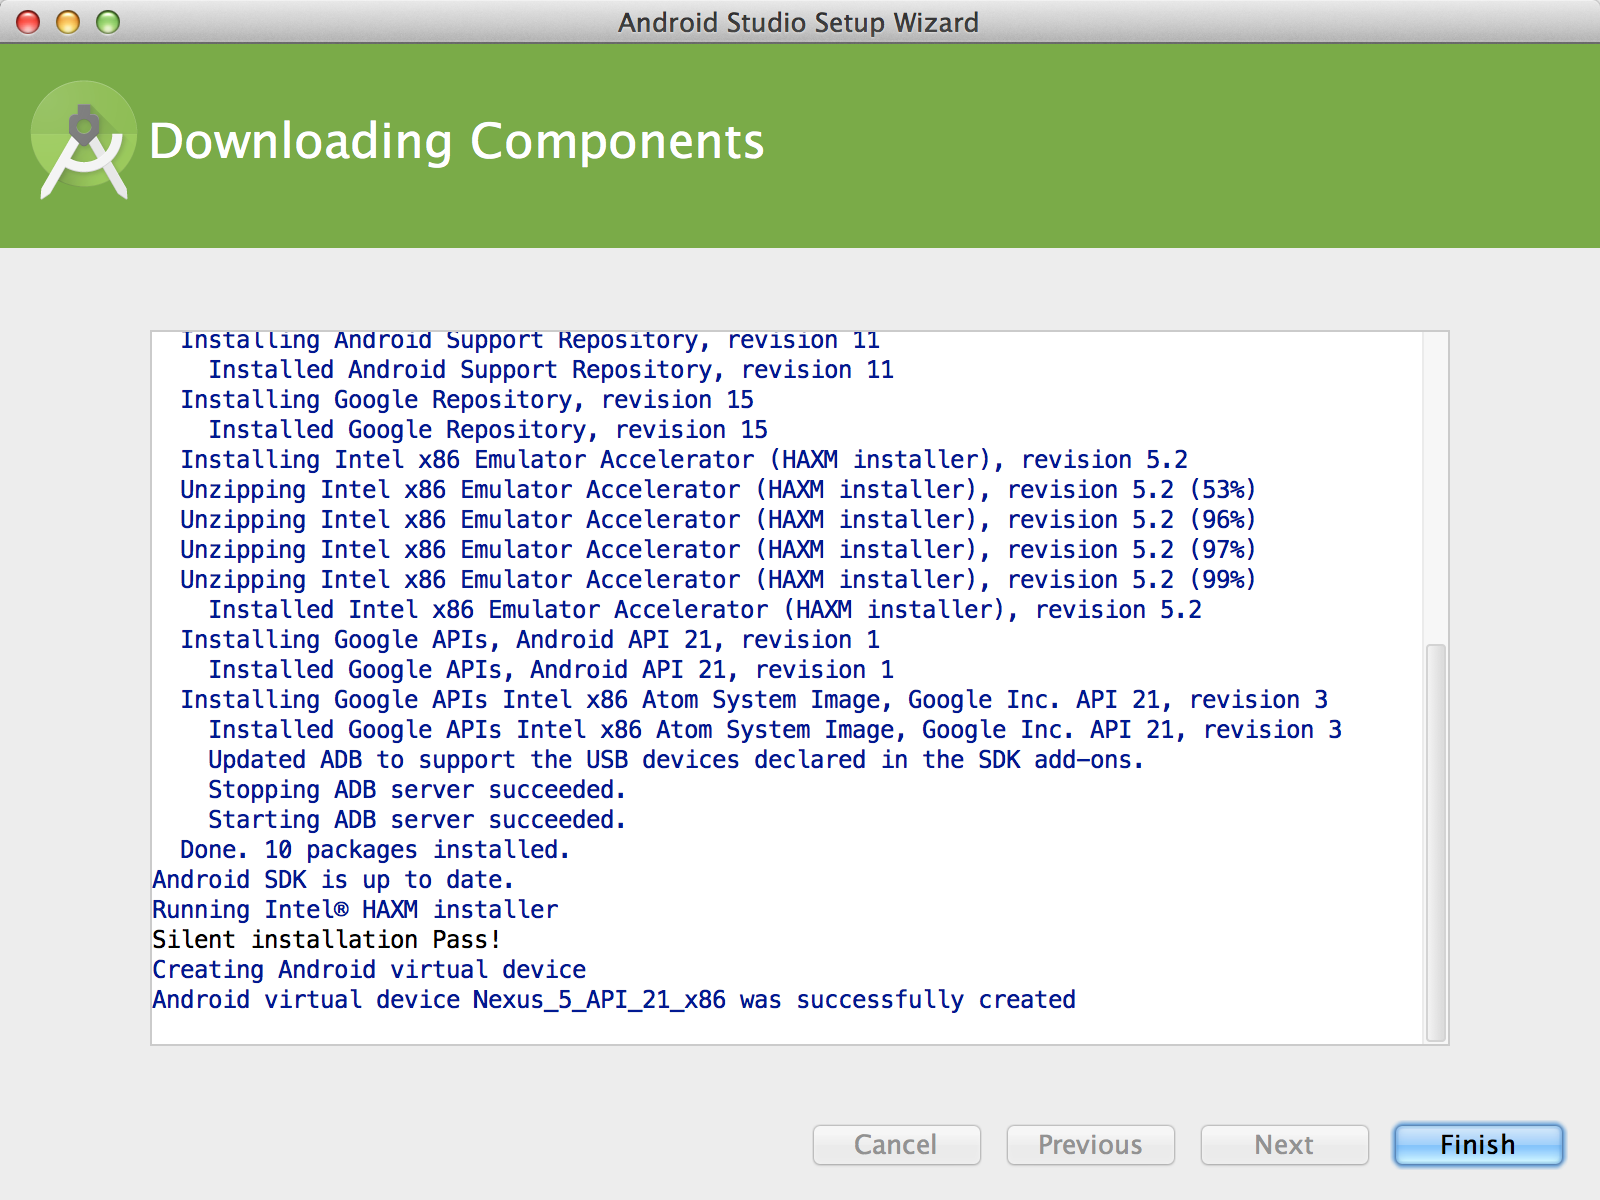 Android Studio Setup Wizard
Downloading Components
Installing Android Support Repository, revision 11
Installed Android Support Repository, revision 11
Installing Google Repository, revision 15
Installed Google Repository, revision 15
Installing Intel x86 Emulator Accelerator (HAXM installer), revision 5.2
Unzipping Intel x86 Emulator Accelerator (HAXM installer), revision 5.2 (53%)
Unzipping Intel x86 Emulator Accelerator (HAXM installer), revision 5.2 (96%)
Unzipping Intel x86 Emulator Accelerator (HAXM installer), revision 5.2 (97%)
Unzipping Intel x86 Emulator Accelerator (HAXM installer), revision 5.2 (99%)
Installed Intel x86 Emulator Accelerator (HAXM installer), revision 5.2
Installing Google APIs, Android API 21, revision 1
Installed Google APIs, Android API 21, revision 1
Installing Google APIs Intel x86 Atom System Image, Google Inc. API 21, revision 3
Installed Google APIs Intel x86 Atom System Image, Google Inc. API 21, revision 3
Updated ADB to support the USB devices declared in the SDK add-ons.
Stopping ADB server succeeded.
Starting ADB server succeeded.
Done. 10 packages installed.
Android SDK is up to date.
Running Intel® HAXM installer
Silent installation Pass!
Creating Android virtual device
Android virtual device Nexus_5_API_21_x86 was successfully created
Cancel Previous Next Finish